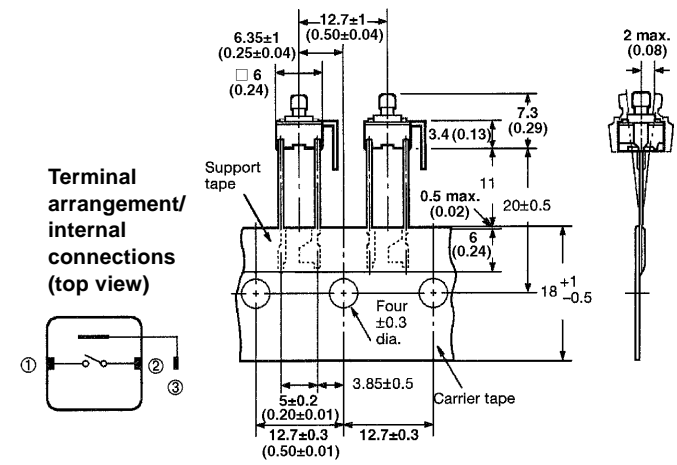 12.7±1
(0.50±0.04)
6.35±1
(0.25±0.04)
□ 6
(0.24)
2 max.
(0.08)
7.3
(0.29)
3.4 (0.13)
Support
tape
11
20±0.5
0.5 max.
(0.02)
6
(0.24)
Terminal
arrangement/
internal
connections
(top view)
18 +1
−0.5
Four
±0.3
dia.
① ②
③
3.85±0.5
Carrier tape
5±0.2
(0.20±0.01)
12.7±0.3 12.7±0.3
(0.50±0.01)